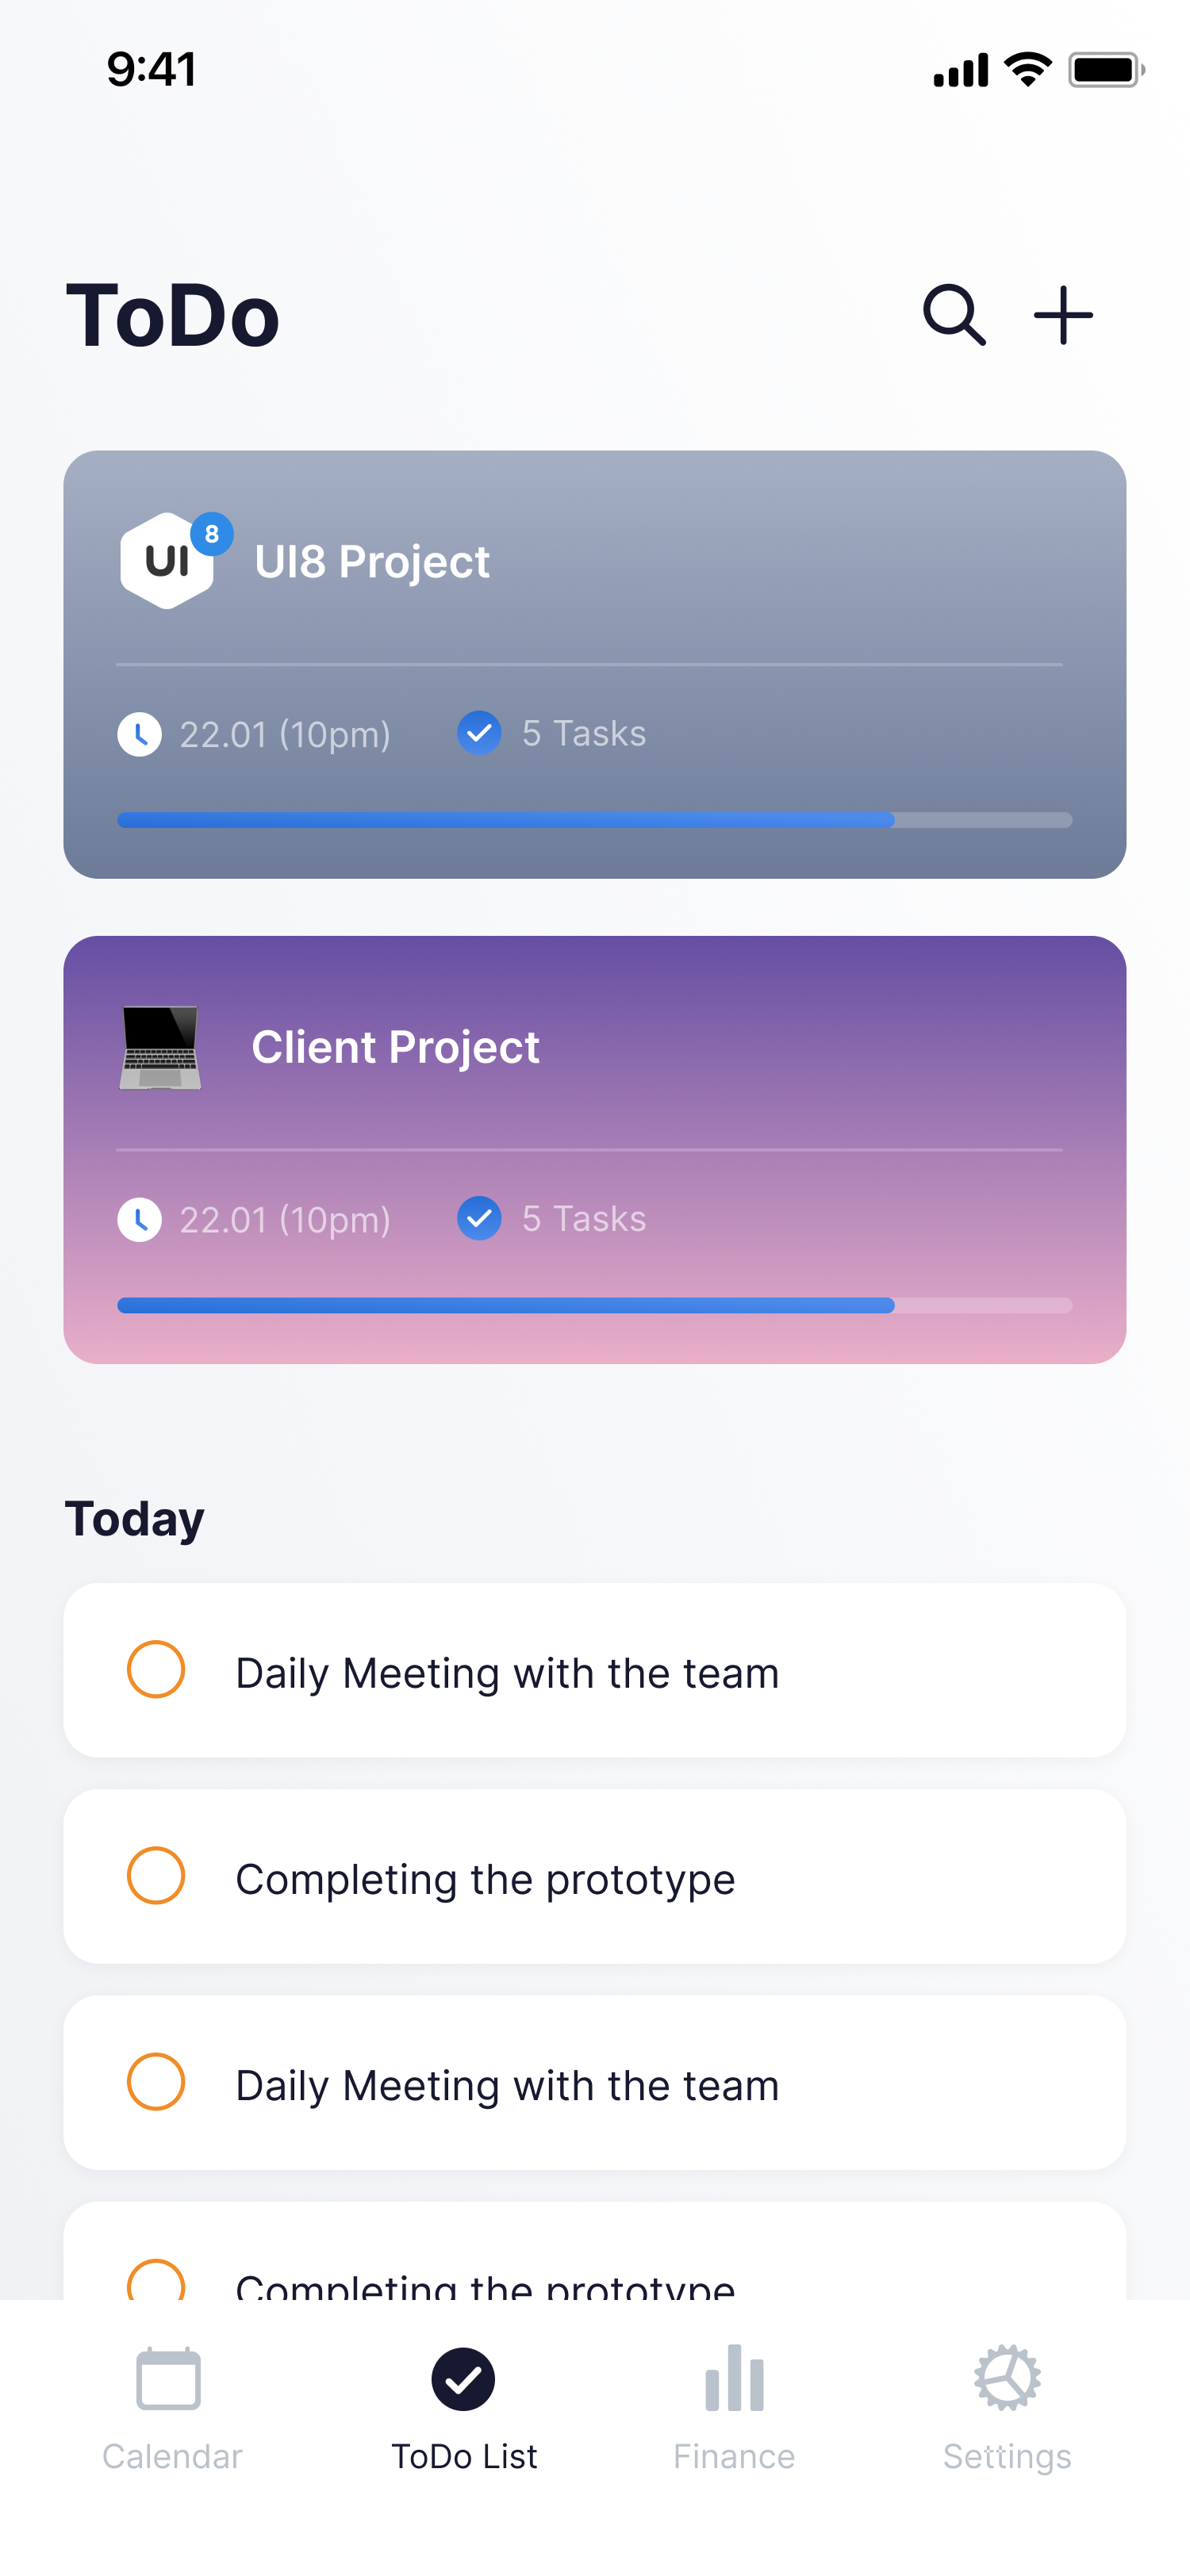 9:41
ToDo
UI 8 UI8 Project
22.01 (10pm) 5 Tasks
Client Project
22.01 (10pm) 5 Tasks
Today
Daily Meeting with the team
Completing the prototype
Daily Meeting with the team
Completing the prototype
Calendar ToDo List Finance Settings